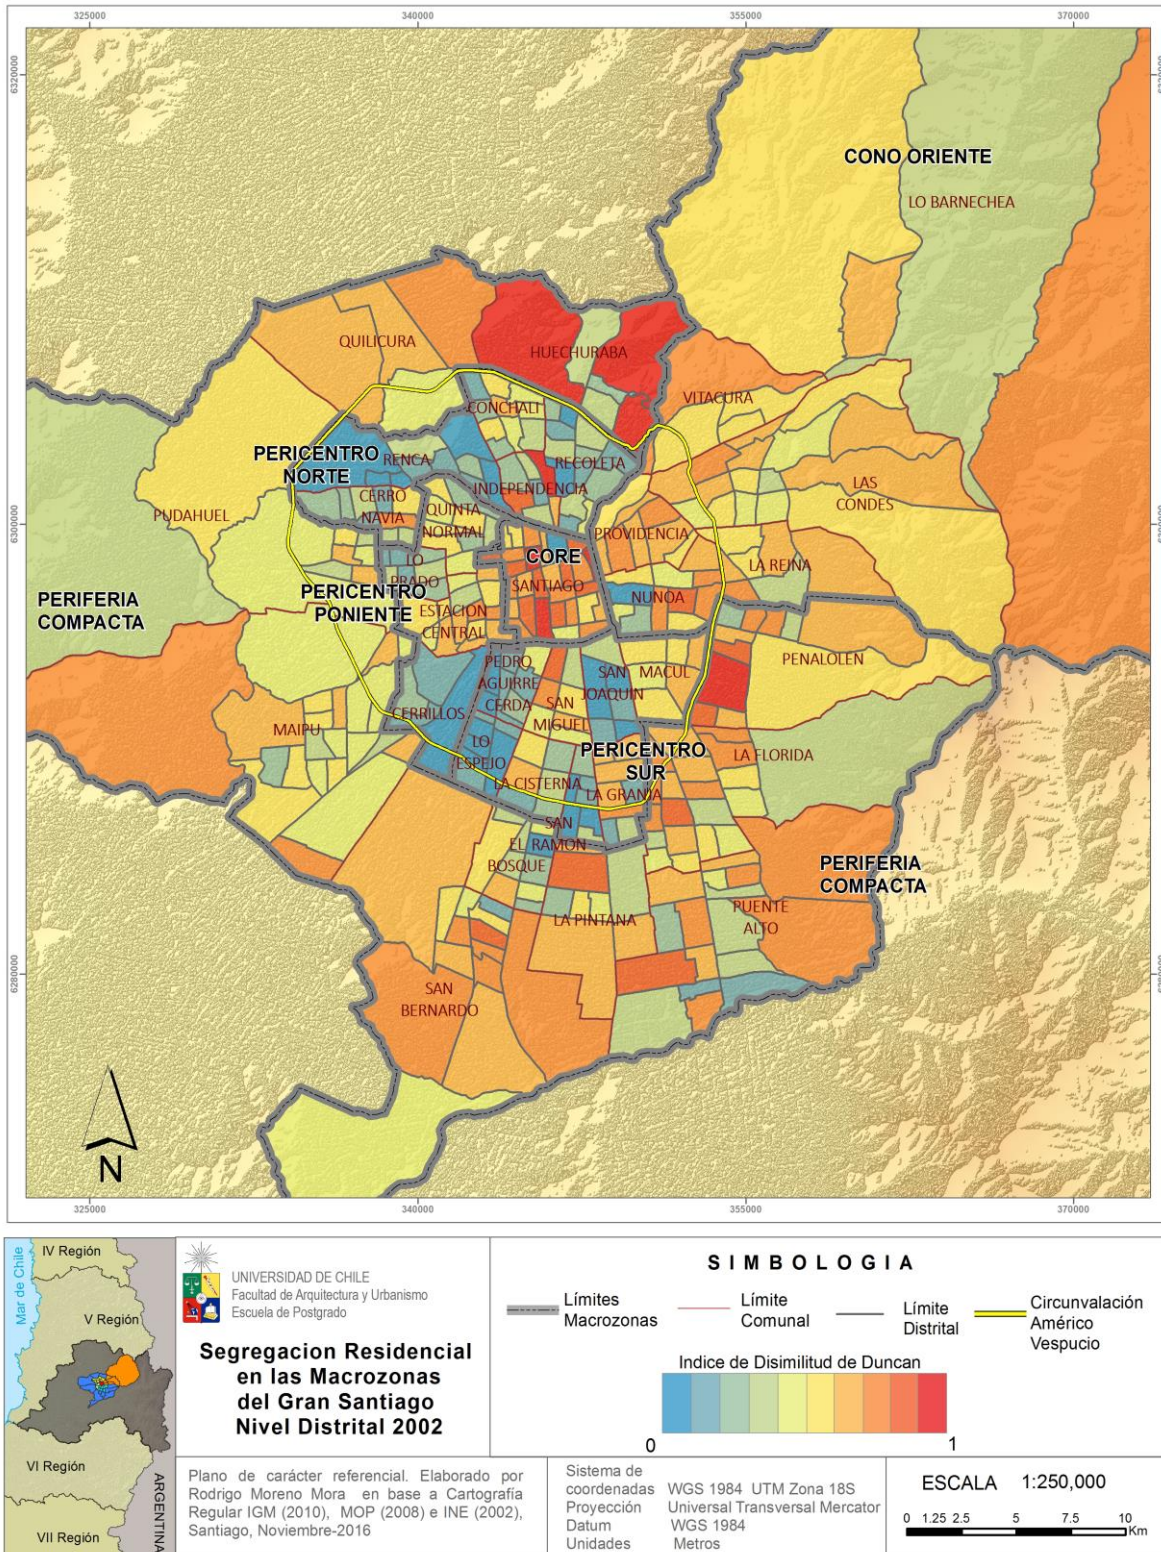 325000 340000 355000 370000
6320000
6300000
6280000
CONO ORIENTE
LO BARNECHEA
QUILICURA
HUECHURABA
VITACURA
CONCHALI
PERICENTRO
NORTE
RENCA
RECOLETA
INDEPENDENCIA
LAS
CONDES
CERRO
NAVIA
QUINTA
NORMAL
PUDAHUEL
PROVIDENCIA
CORE
LO
PRADO
SANTIAGO
LA REINA
NUNOA
PERIFERIA
COMPACTA
PERICENTRO
PONIENTE
ESTACION
CENTRAL
PENALOLEN
PEDRO
AGUIRRE
CERDA
SAN
JOAQUIN
MACUL
SAN
MIGUEL
CERRILLOS
MAIPU
LO
ESPEJO
PERICENTRO
SUR
LA FLORIDA
LA CISTERNA
LA GRANJA
SAN
RAMON
EL
BOSQUE
PERIFERIA
COMPACTA
LA PINTANA
PUENTE
ALTO
SAN
BERNARDO
N
325000 340000 355000 370000
Mar de Chile
IV Región
V Región
VI Región
VII Región
ARGENTINA
UNIVERSIDAD DE CHILE
Facultad de Arquitectura y Urbanismo
Escuela de Postgrado
Segregacion Residencial
en las Macrozonas
del Gran Santiago
Nivel Distrital 2002
SIMBOLOGIA
Límites
Macrozonas
Límite
Comunal
Límite
Distrital
Circunvalación
Américo
Vespucio
Indice de Disimilitud de Duncan
0 1
Plano de carácter referencial. Elaborado por
Rodrigo Moreno Mora en base a Cartografía
Regular IGM (2010), MOP (2008) e INE (2002),
Santiago, Noviembre-2016
Sistema de
coordenadas WGS 1984 UTM Zona 18S
Proyección Universal Transversal Mercator
Datum WGS 1984
Unidades Metros
ESCALA 1:250,000
0 1.25 2.5 5 7.5 10
Km